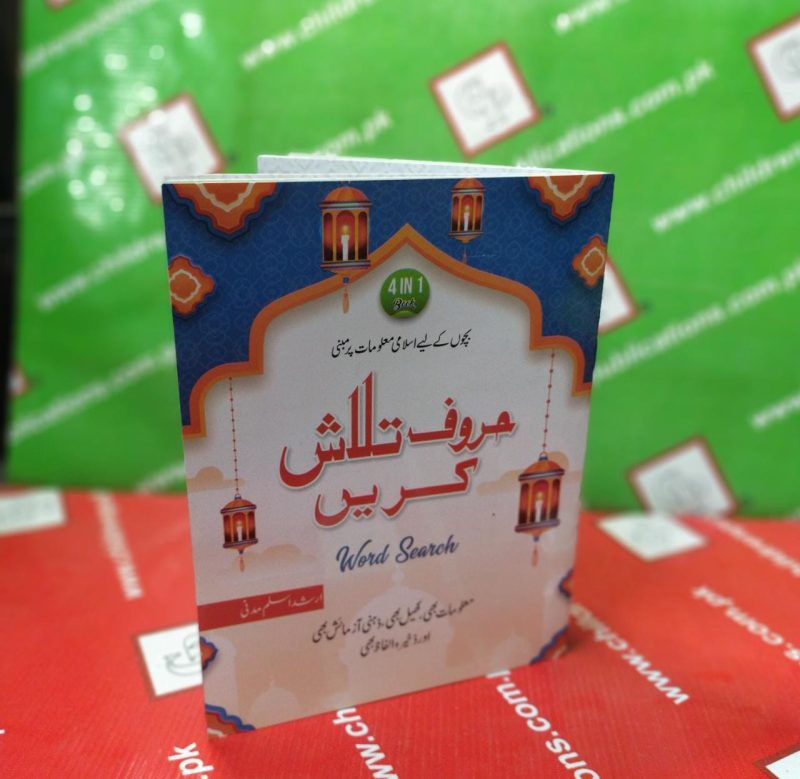 4 IN 1
Book
بچوں کے لیے اسلامی معلومات پر مبنی
حروف تلاش
کریں
Word Search
ارشد اسلم مدنی
معلومات بھی، کھیل بھی، ذہنی آزمائش بھی
اور ذخیرہ الفاظ بھی
www.childrenpublications.com.pk